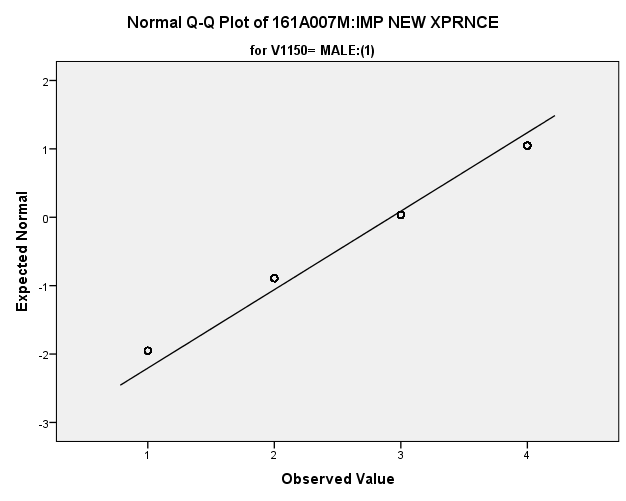 Normal Q-Q Plot of 161A007M:IMP NEW XPRNCE
for V1150= MALE:(1)
Expected Normal
2
1
0
-1
-2
-3
1 2 3 4
Observed Value